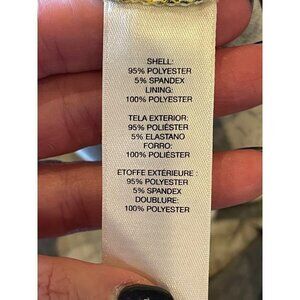 SHELL:
95% POLYESTER
5% SPANDEX
LINING:
100% POLYESTER
TELA EXTERIOR:
95% POLIÉSTER
5% ELASTANO
FORRO:
100% POLIÉSTER
ETOFFE EXTÉRIEURE :
95% POLYESTER
5% SPANDEX
DOUBLURE:
100% POLYESTER